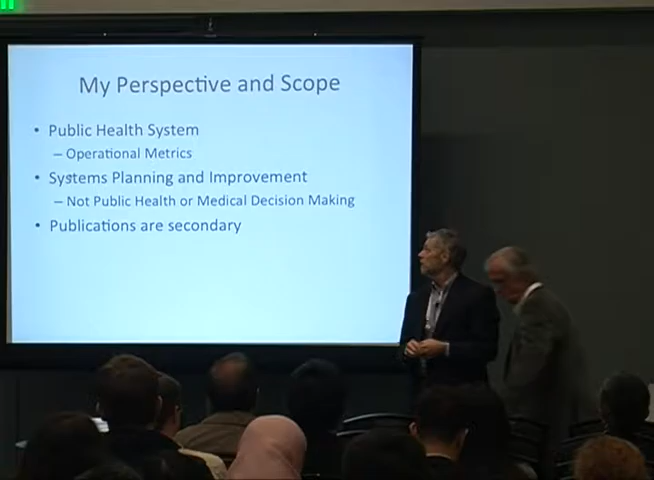 My Perspective and Scope
• Public Health System
– Operational Metrics
• Systems Planning and Improvement
– Not Public Health or Medical Decision Making
• Publications are secondary